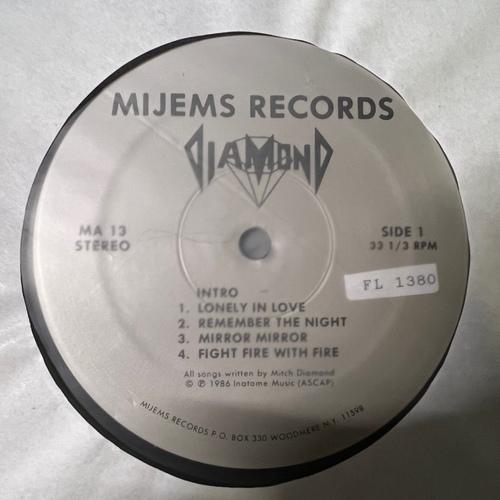 MIJEMS RECORDS
DIAMOND
MA 13
STEREO
SIDE 1
33 1/3 RPM
FL 1380
INTRO
1. LONELY IN LOVE
2. REMEMBER THE NIGHT
3. MIRROR MIRROR
4. FIGHT FIRE WITH FIRE
All songs written by Mitch Diamond
© ℗ 1986 Inatome Music (ASCAP)
MIJEMS RECORDS P.O. BOX 330 WOODMERE N.Y. 11598